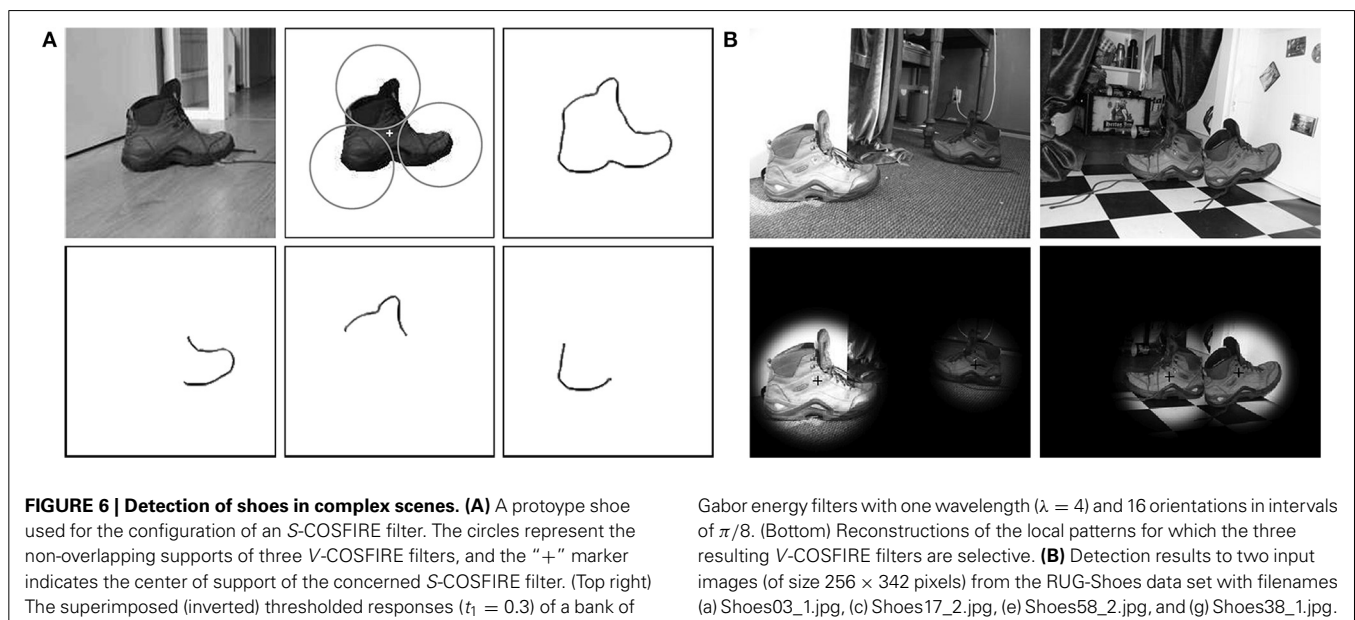 A
B
FIGURE 6 | Detection of shoes in complex scenes. (A) A protoype shoe
used for the configuration of an S-COSFIRE filter. The circles represent the
non-overlapping supports of three V-COSFIRE filters, and the “+” marker
indicates the center of support of the concerned S-COSFIRE filter. (Top right)
The superimposed (inverted) thresholded responses (t₁ = 0.3) of a bank of
Gabor energy filters with one wavelength (λ = 4) and 16 orientations in intervals
of π/8. (Bottom) Reconstructions of the local patterns for which the three
resulting V-COSFIRE filters are selective. (B) Detection results to two input
images (of size 256 × 342 pixels) from the RUG-Shoes data set with filenames
(a) Shoes03_1.jpg, (c) Shoes17_2.jpg, (e) Shoes58_2.jpg, and (g) Shoes38_1.jpg.